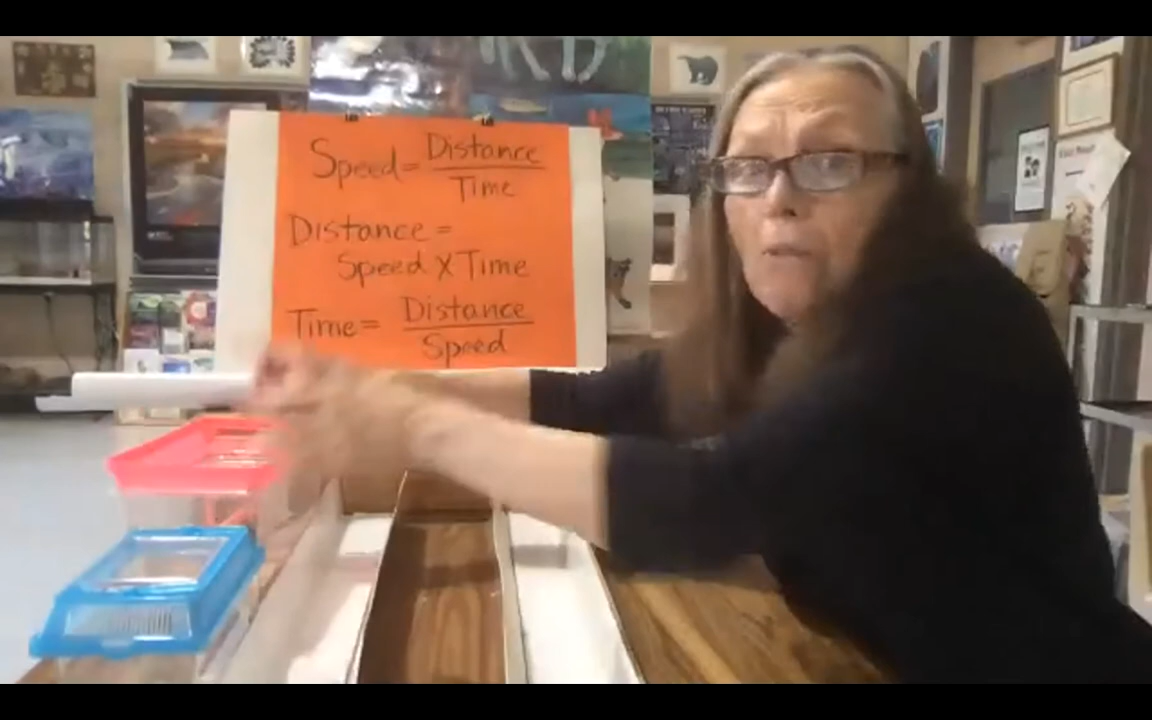 Speed = Distance
Time
Distance =
Speed X Time
Time = Distance
Speed